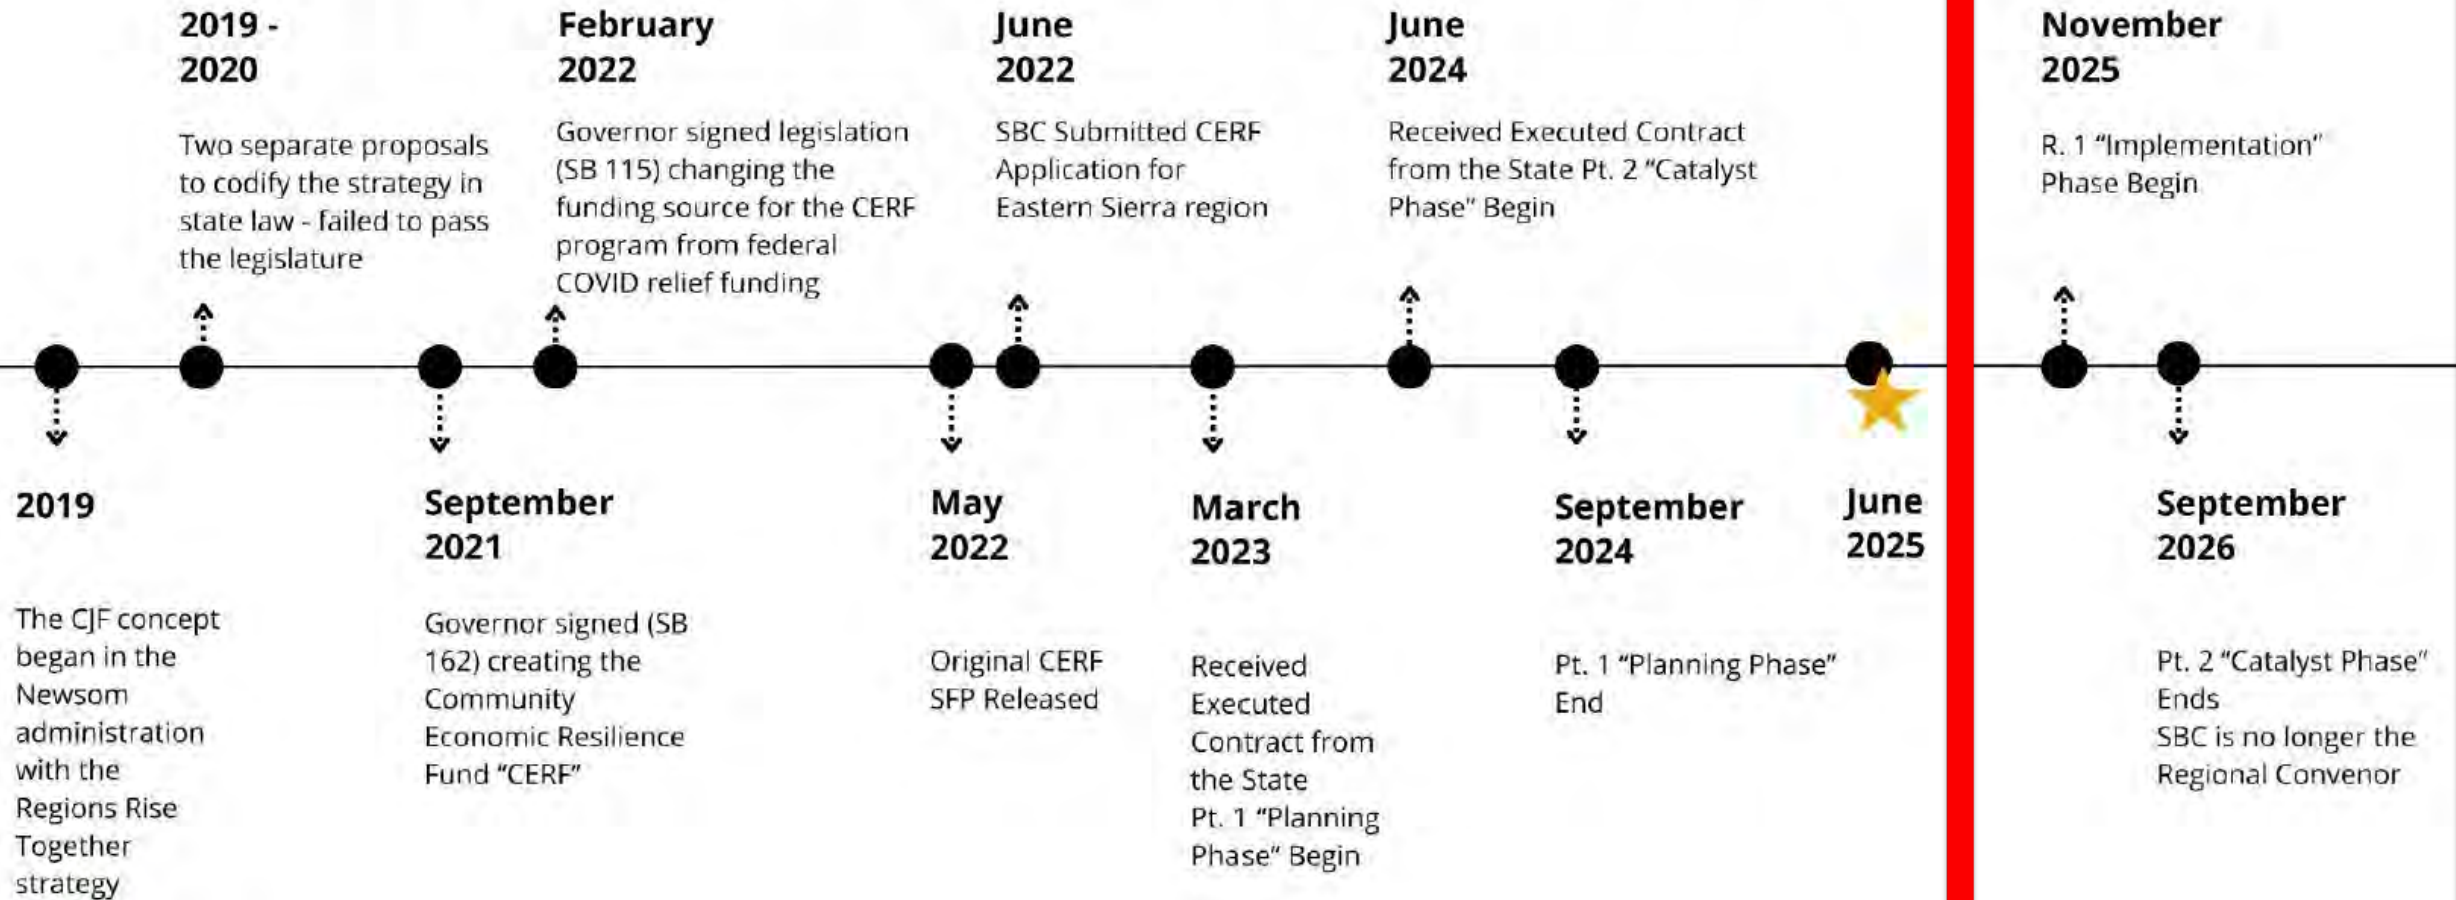 2019 -
2020
Two separate proposals
to codify the strategy in
state law - failed to pass
the legislature
February
2022
Governor signed legislation
(SB 115) changing the
funding source for the CERF
program from federal
COVID relief funding
June
2022
SBC Submitted CERF
Application for
Eastern Sierra region
June
2024
Received Executed Contract
from the State Pt. 2 “Catalyst
Phase” Begin
November
2025
R. 1 “Implementation”
Phase Begin
2019
The CJF concept
began in the
Newsom
administration
with the
Regions Rise
Together
strategy
September
2021
Governor signed (SB
162) creating the
Community
Economic Resilience
Fund “CERF”
May
2022
Original CERF
SFP Released
March
2023
Received
Executed
Contract from
the State
Pt. 1 “Planning
Phase” Begin
September
2024
Pt. 1 “Planning Phase”
End
June
2025
September
2026
Pt. 2 “Catalyst Phase”
Ends
SBC is no longer the
Regional Convenor